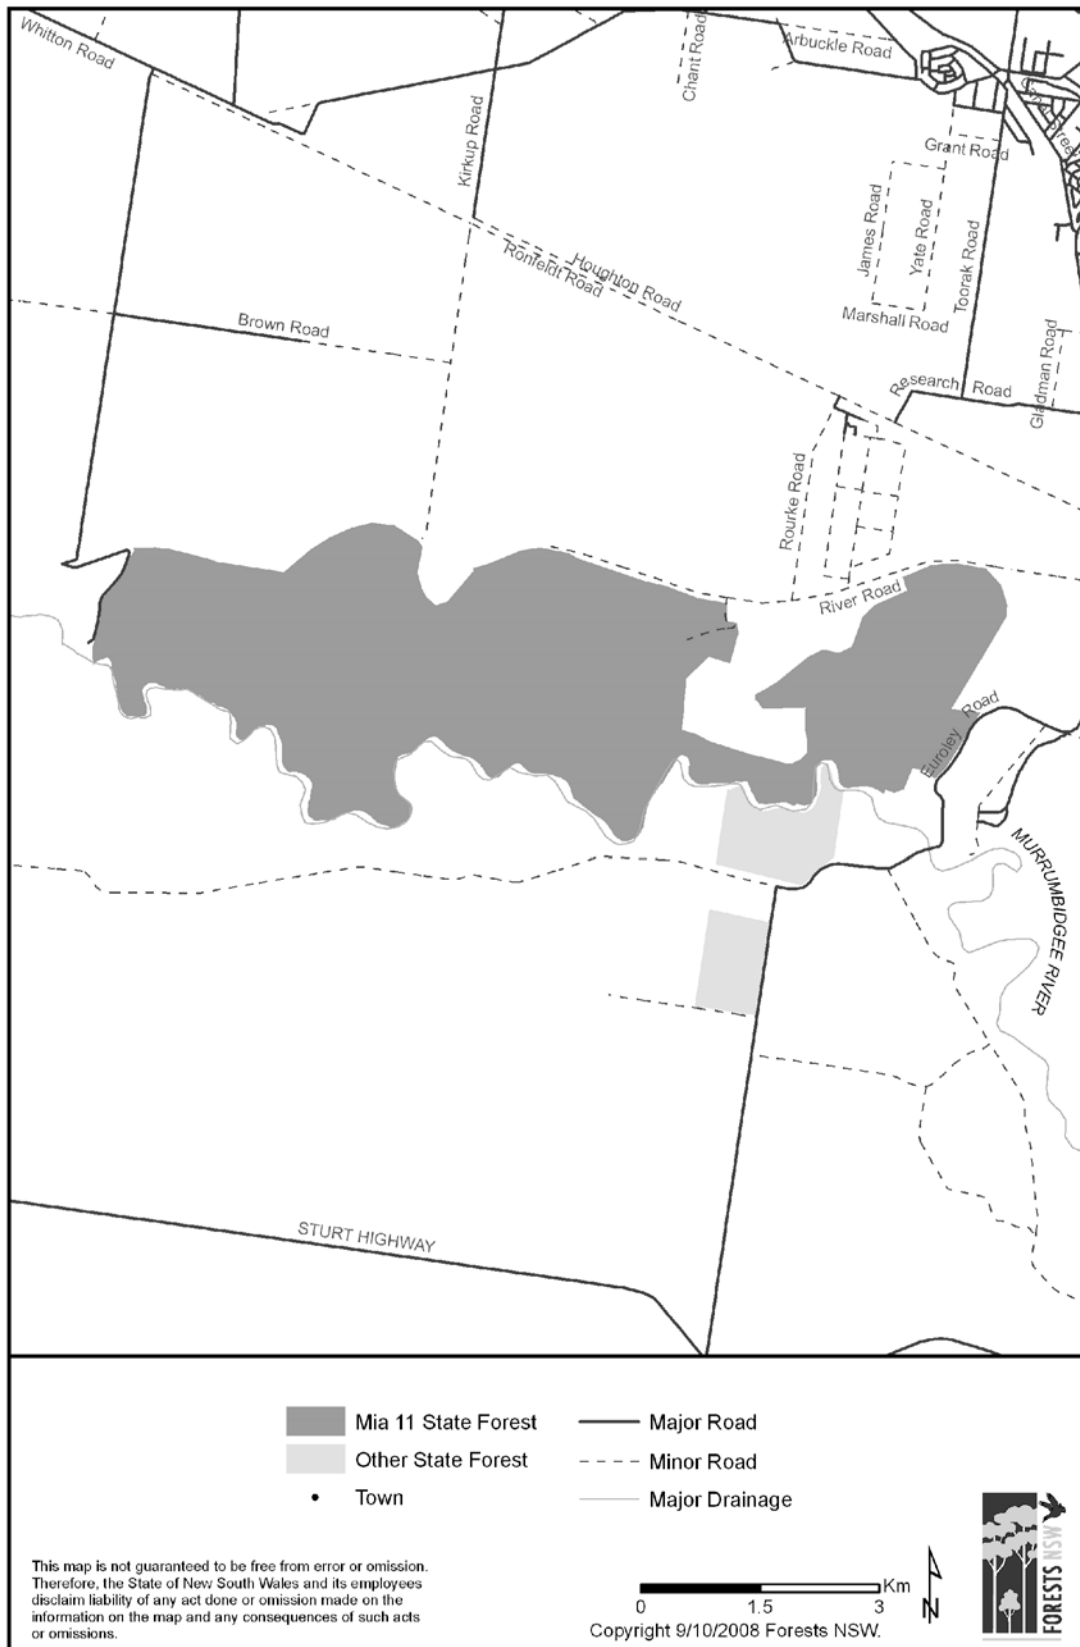 Whitton Road
Chant Road
Arbuckle Road
Kirkup Road
Grant Road
James Road
Yate Road
Toorak Road
Ronfeldt Road
Houghton Road
Marshall Road
Brown Road
Gladman Road
Research Road
Rourke Road
River Road
Euroley Road
MURRUMBIDGEE RIVER
STURT HIGHWAY
Mia 11 State Forest
Major Road
Other State Forest
Minor Road
Town
Major Drainage
This map is not guaranteed to be free from error or omission.
Therefore, the State of New South Wales and its employees
disclaim liability of any act done or omission made on the
information on the map and any consequences of such acts
or omissions.
Km
0 1.5 3
N
Copyright 9/10/2008 Forests NSW.
FORESTS NSW